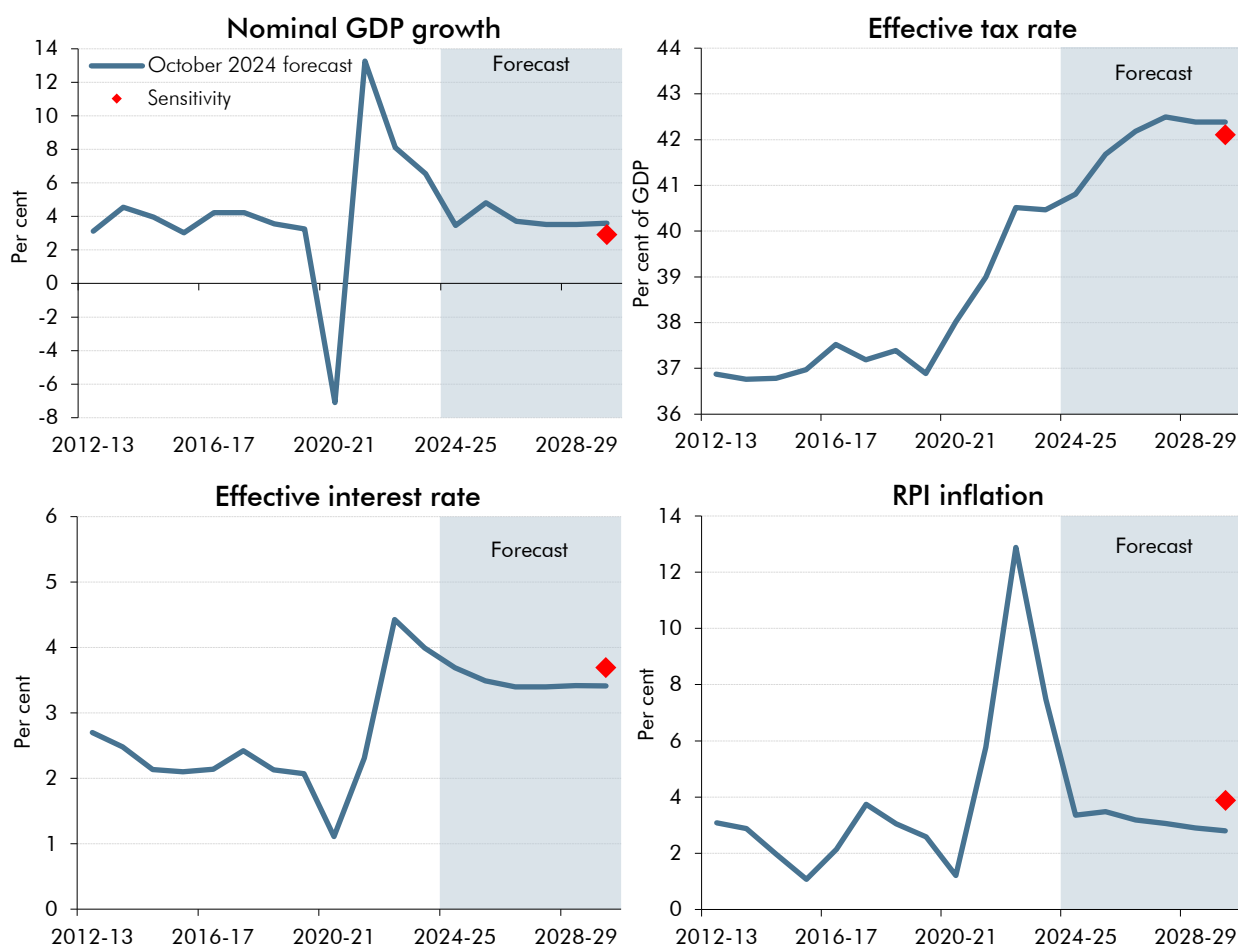 Nominal GDP growth
14
12
10
8
6
4
2
0
-2
-4
-6
-8
Per cent
October 2024 forecast
Sensitivity
Forecast
2012-13 2016-17 2020-21 2024-25 2028-29
Effective tax rate
44
43
42
41
40
39
38
37
36
Per cent of GDP
Forecast
2012-13 2016-17 2020-21 2024-25 2028-29
Effective interest rate
6
5
4
3
2
1
0
Per cent
Forecast
2012-13 2016-17 2020-21 2024-25 2028-29
RPI inflation
14
12
10
8
6
4
2
0
Per cent
Forecast
2012-13 2016-17 2020-21 2024-25 2028-29